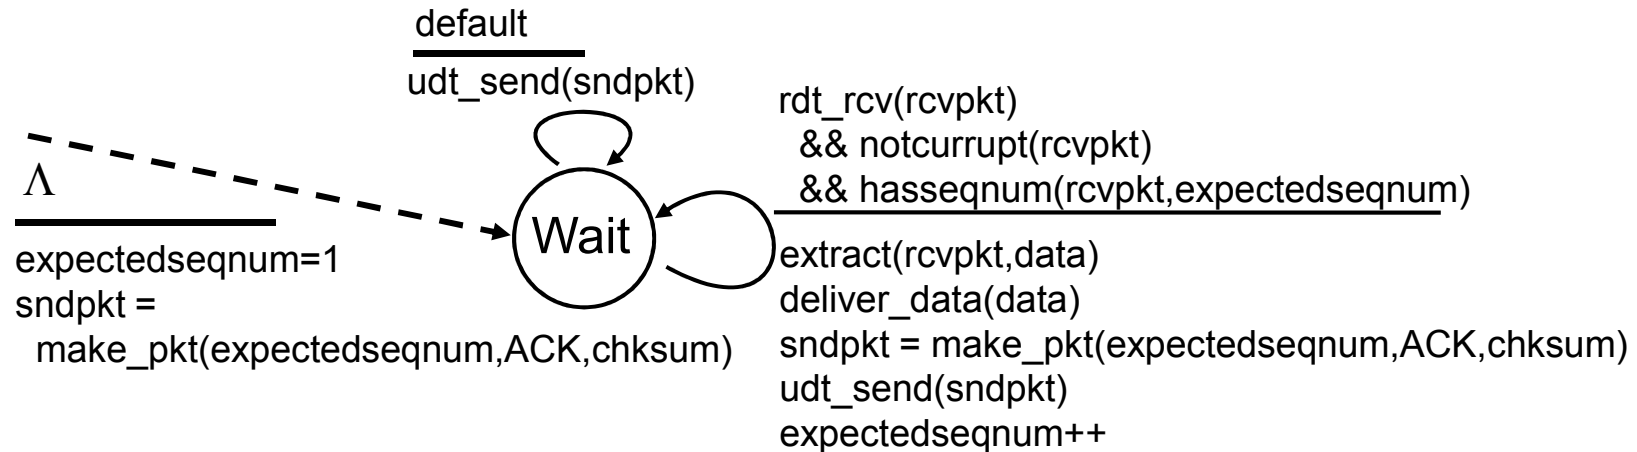 default
udt_send(sndpkt)
rdt_rcv(rcvpkt)
&& notcurrupt(rcvpkt)
&& hasseqnum(rcvpkt,expectedseqnum)
Λ
Wait
expectedseqnum=1
sndpkt =
make_pkt(expectedseqnum,ACK,chksum)
extract(rcvpkt,data)
deliver_data(data)
sndpkt = make_pkt(expectedseqnum,ACK,chksum)
udt_send(sndpkt)
expectedseqnum++